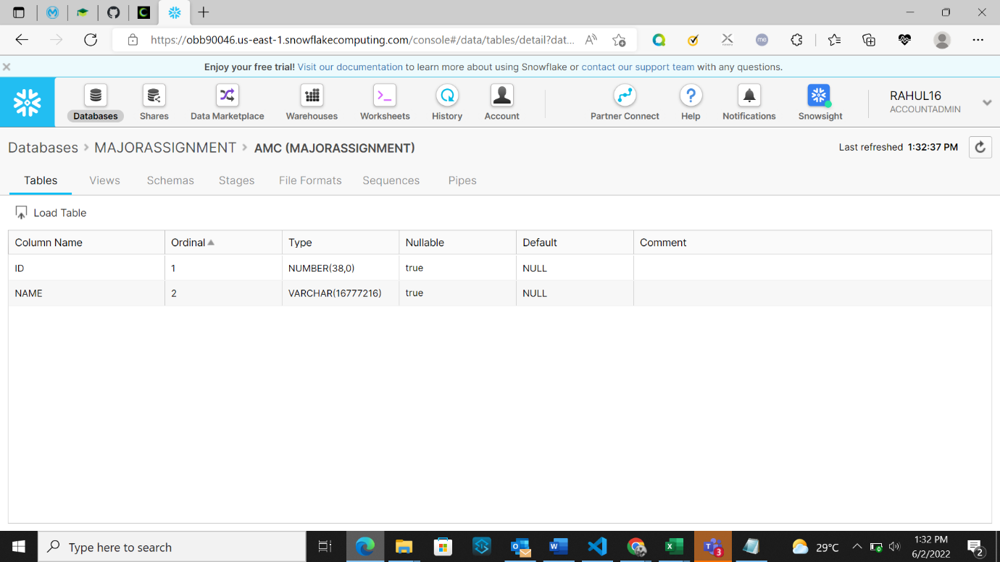 https://obb90046.us-east-1.snowflakecomputing.com/console#/data/tables/detail?dat...
Enjoy your free trial! Visit our documentation to learn more about using Snowflake or contact our support team with any questions.
Databases Shares Data Marketplace Warehouses Worksheets History Account Partner Connect Help Notifications Snowsight
RAHUL16
ACCOUNTADMIN
Databases > MAJORASSIGNMENT > AMC (MAJORASSIGNMENT)
Last refreshed 1:32:37 PM
Tables Views Schemas Stages File Formats Sequences Pipes
Load Table
Column Name Ordinal Type Nullable Default Comment
ID 1 NUMBER(38,0) true NULL
NAME 2 VARCHAR(16777216) true NULL
Type here to search
29°C
1:32 PM
6/2/2022
3
2